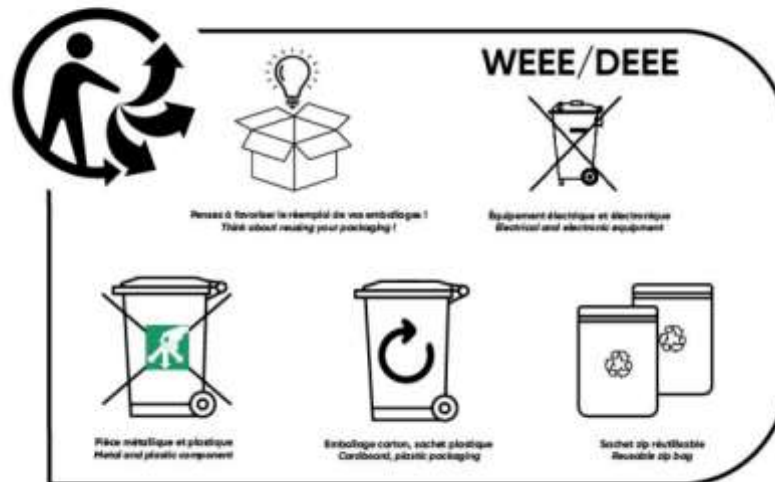 WEEE/DEEE
Pensez à favoriser le réemploi de vos emballages !
Think about reusing your packaging !
Équipement électrique et électronique
Electrical and electronic equipment
Pièce métallique et plastique
Metal and plastic component
Emballage carton, sachet plastique
Cardboard, plastic packaging
Sachet zip réutilisable
Reusable zip bag